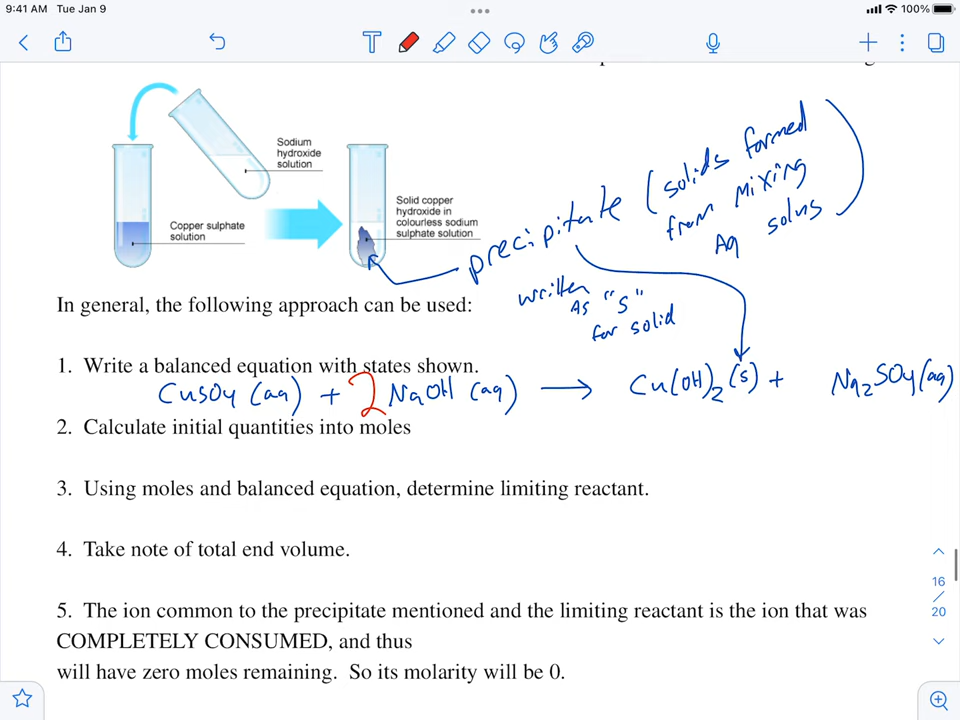 9:41 AM Tue Jan 9
100%
T
Sodium
hydroxide
solution
Copper sulphate
solution
Solid copper
hydroxide in
colourless sodium
sulphate solution
precipitate (solids formed
from mixing
Aq solns)
written
As "s"
for solid
In general, the following approach can be used:
1. Write a balanced equation with states shown.
CuSO4 (aq) + 2 NaOH (aq) → Cu(OH)2 (s) + Na2SO4 (aq)
2. Calculate initial quantities into moles
3. Using moles and balanced equation, determine limiting reactant.
4. Take note of total end volume.
5. The ion common to the precipitate mentioned and the limiting reactant is the ion that was
COMPLETELY CONSUMED, and thus
will have zero moles remaining. So its molarity will be 0.
16
/
20